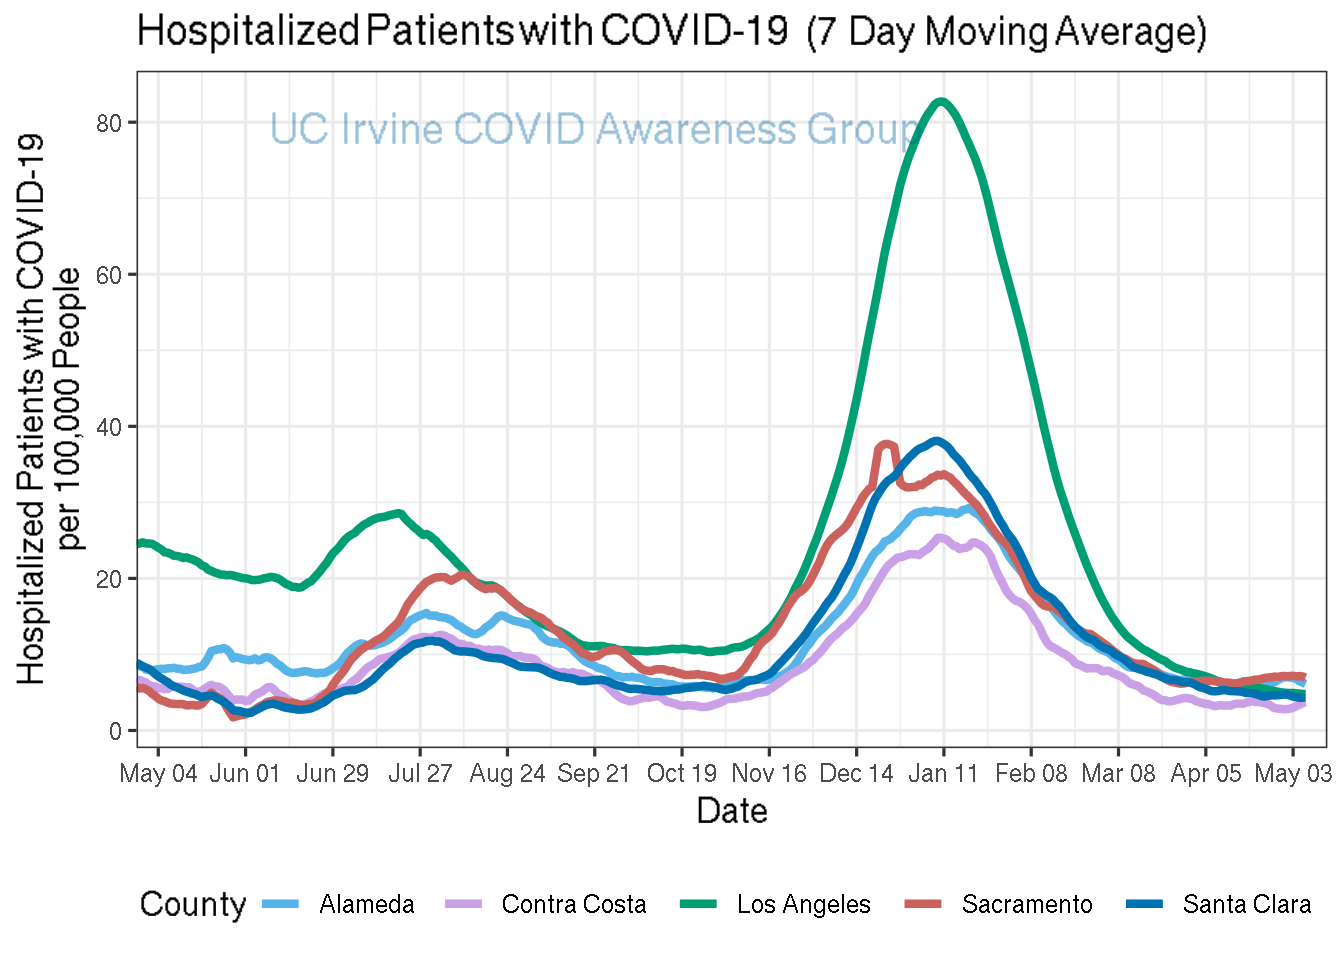 Hospitalized Patients with COVID-19 (7 Day Moving Average)
UC Irvine COVID Awareness Group
Hospitalized Patients with COVID-19
per 100,000 People
80
60
40
20
0
May 04 Jun 01 Jun 29 Jul 27 Aug 24 Sep 21 Oct 19 Nov 16 Dec 14 Jan 11 Feb 08 Mar 08 Apr 05 May 03
Date
County Alameda Contra Costa Los Angeles Sacramento Santa Clara